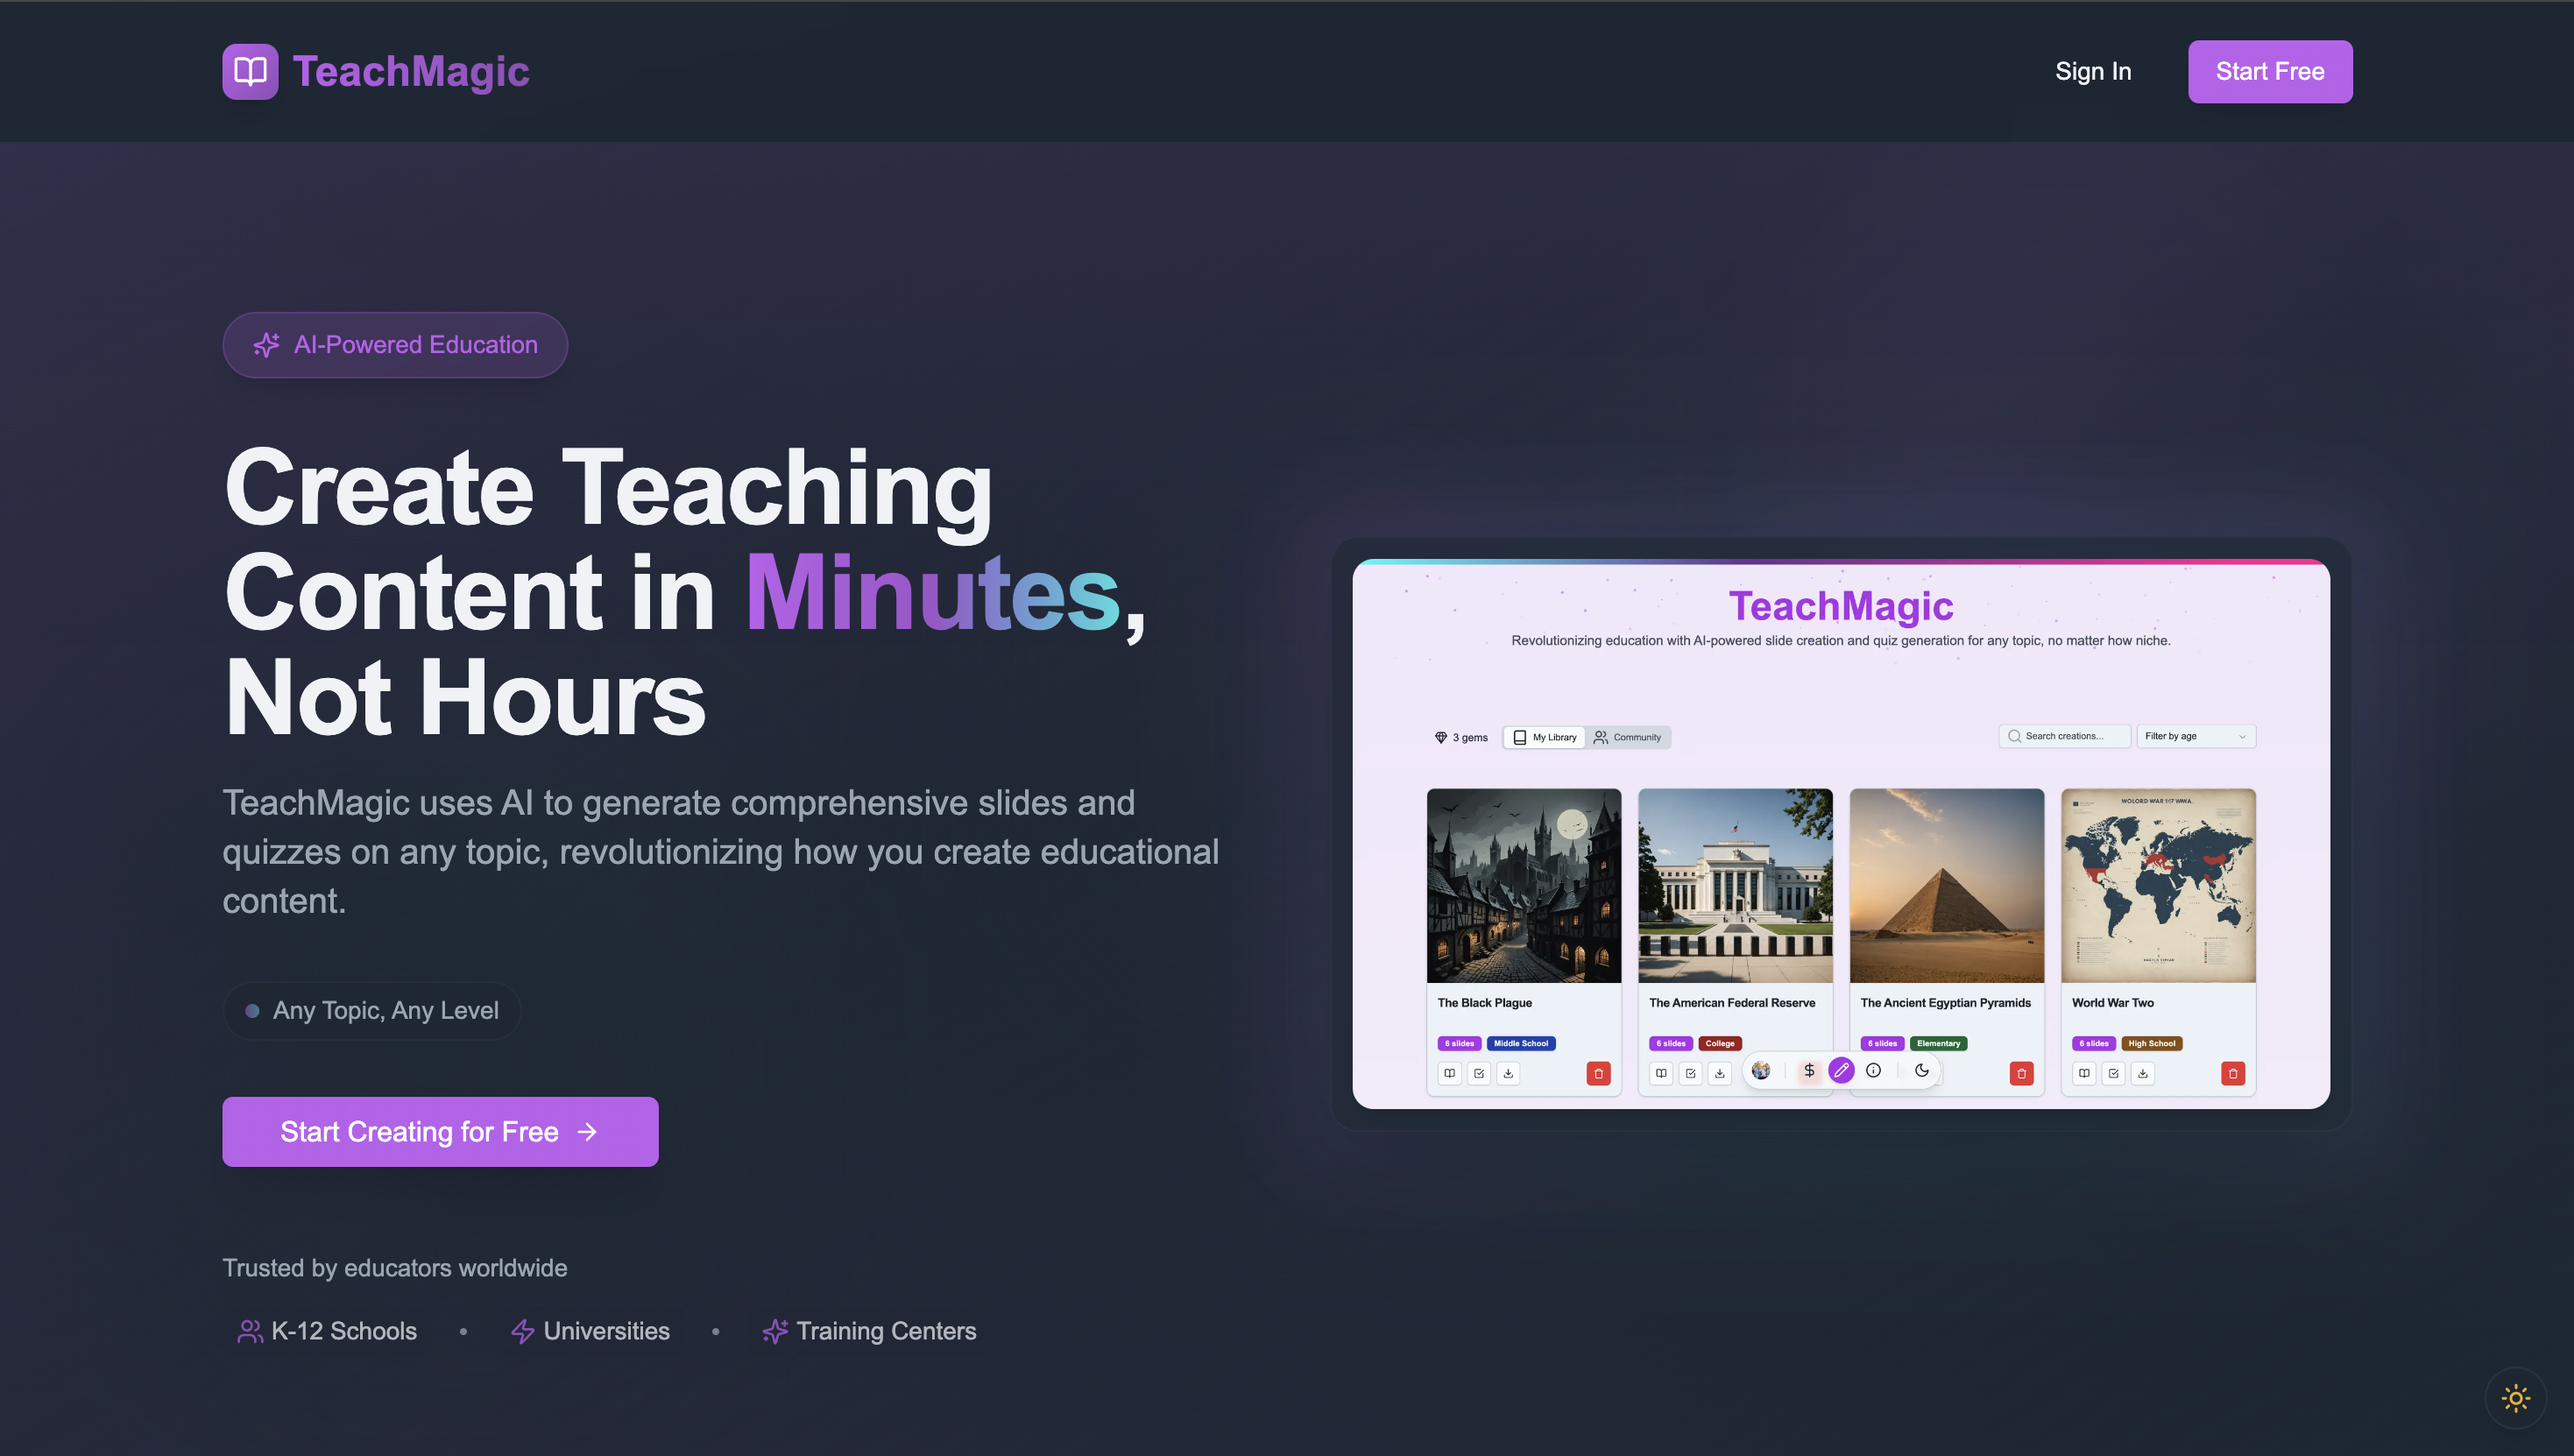 TeachMagic
Sign In
Start Free
AI-Powered Education
Create Teaching
Content in Minutes,
Not Hours
TeachMagic uses AI to generate comprehensive slides and
quizzes on any topic, revolutionizing how you create educational
content.
Any Topic, Any Level
Start Creating for Free
Trusted by educators worldwide
K-12 Schools • Universities • Training Centers
TeachMagic
Revolutionizing education with AI-powered slide creation and quiz generation for any topic, no matter how niche.
3 gems
My Library
Community
Search creations...
Filter by age
WOLORD WAR
The Black Plague
6 slides
Middle School
The American Federal Reserve
6 slides
College
The Ancient Egyptian Pyramids
6 slides
Elementary
World War Two
6 slides
High School
$